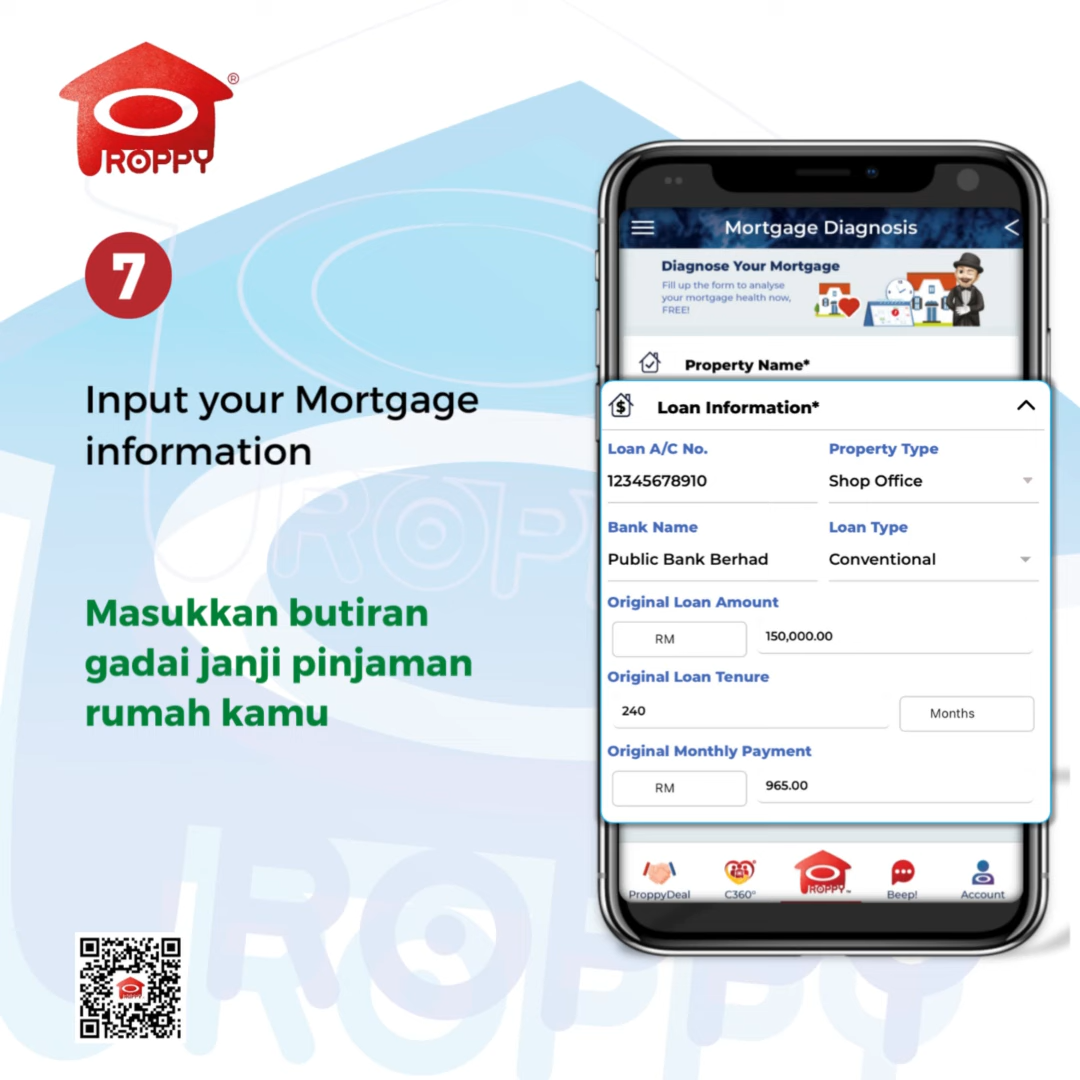 PROPPY®
7
Input your Mortgage
information
Masukkan butiran
gadai janji pinjaman
rumah kamu
Mortgage Diagnosis
Diagnose Your Mortgage
Fill up the form to analyse
your mortgage health now,
FREE!
Property Name*
Loan Information*
Loan A/C No. Property Type
12345678910 Shop Office
Bank Name Loan Type
Public Bank Berhad Conventional
Original Loan Amount
RM 150,000.00
Original Loan Tenure
240 Months
Original Monthly Payment
RM 965.00
ProppyDeal C360° PROPPY™ Beep! Account